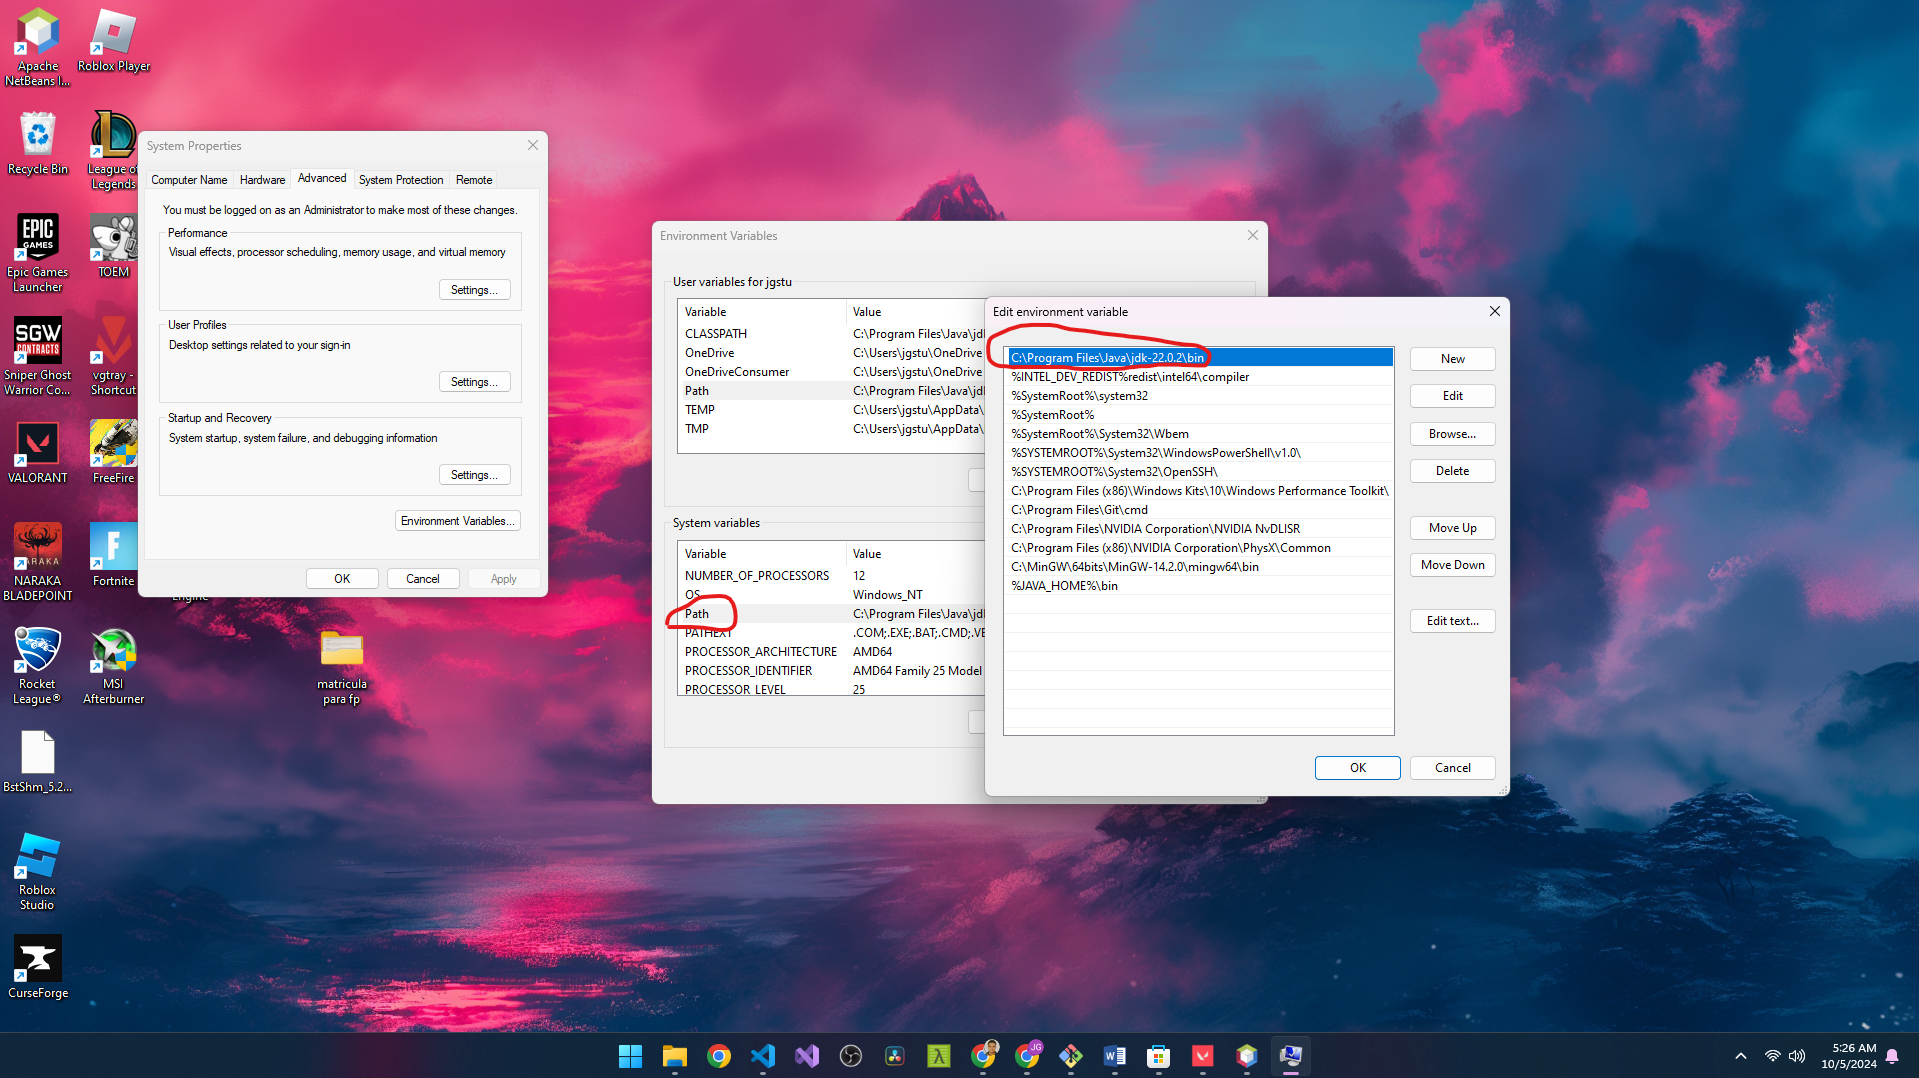 Apache
NetBeans I...
Roblox Player
Recycle Bin
League of
Legends
EPIC
GAMES
Epic Games
Launcher
TOEM
SGW
CONTRACTS
Sniper Ghost
Warrior Co...
vgtray -
Shortcut
VALORANT
FreeFire
NARAKA
NARAKA
BLADEPOINT
F
Fortnite
Engine
Rocket
League®
MSI
Afterburner
matricula
para fp
BstShm_5.2...
Roblox
Studio
CurseForge
System Properties
Computer Name
Hardware
Advanced
System Protection
Remote
You must be logged on as an Administrator to make most of these changes.
Performance
Visual effects, processor scheduling, memory usage, and virtual memory
Settings...
User Profiles
Desktop settings related to your sign-in
Settings...
Startup and Recovery
System startup, system failure, and debugging information
Settings...
Environment Variables...
OK
Cancel
Apply
Environment Variables
User variables for jgstu
Variable Value
CLASSPATH C:\Program Files\Java\jdk
OneDrive C:\Users\jgstu\OneDrive
OneDriveConsumer C:\Users\jgstu\OneDrive
Path C:\Program Files\Java\jdk
TEMP C:\Users\jgstu\AppData\
TMP C:\Users\jgstu\AppData\
System variables
Variable Value
NUMBER_OF_PROCESSORS 12
OS Windows_NT
Path C:\Program Files\Java\jdk
PATHEXT .COM;.EXE;.BAT;.CMD;.VE
PROCESSOR_ARCHITECTURE AMD64
PROCESSOR_IDENTIFIER AMD64 Family 25 Model
PROCESSOR_LEVEL 25
Edit environment variable
C:\Program Files\Java\jdk-22.0.2\bin
%INTEL_DEV_REDIST%redist\intel64\compiler
%SystemRoot%\system32
%SystemRoot%
%SystemRoot%\System32\Wbem
%SYSTEMROOT%\System32\WindowsPowerShell\v1.0\
%SYSTEMROOT%\System32\OpenSSH\
C:\Program Files (x86)\Windows Kits\10\Windows Performance Toolkit\
C:\Program Files\Git\cmd
C:\Program Files\NVIDIA Corporation\NVIDIA NvDLISR
C:\Program Files (x86)\NVIDIA Corporation\PhysX\Common
C:\MinGW\64bits\MinGW-14.2.0\mingw64\bin
%JAVA_HOME%\bin
New
Edit
Browse...
Delete
Move Up
Move Down
Edit text...
OK
Cancel
JG
5:26 AM
10/5/2024